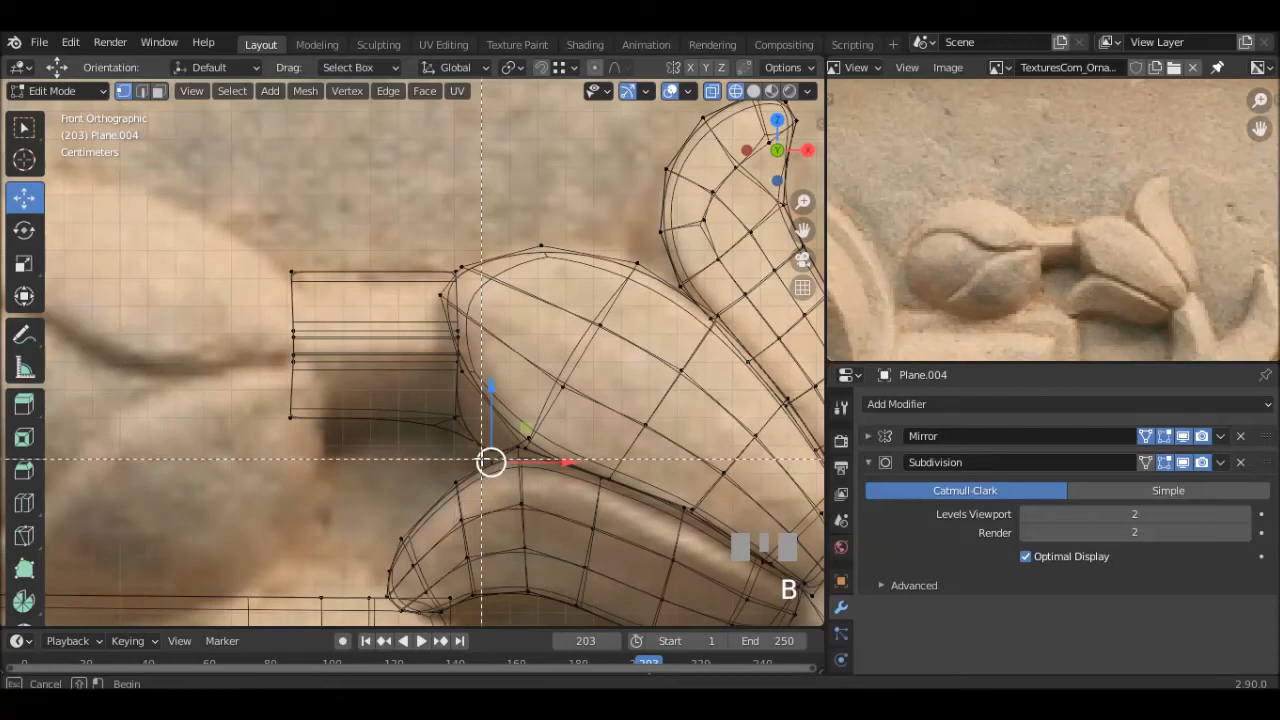 File Edit Render Window Help Layout Modeling Sculpting UV Editing Texture Paint Shading Animation Rendering Compositing Scripting + Scene View Layer
Orientation: Default Drag: Select Box Global X Y Z Options View View Image TexturesCom_Orna...
Edit Mode View Select Add Mesh Vertex Edge Face UV
Front Orthographic
(203) Plane.004
Centimeters
Z
Y
X
Plane.004
Add Modifier
Mirror
Subdivision
Catmull-Clark Simple
Levels Viewport 2
Render 2
Optimal Display
Advanced
B
Playback Keying View Marker 203 Start 1 End 250
0 203
Cancel Begin 2.90.0